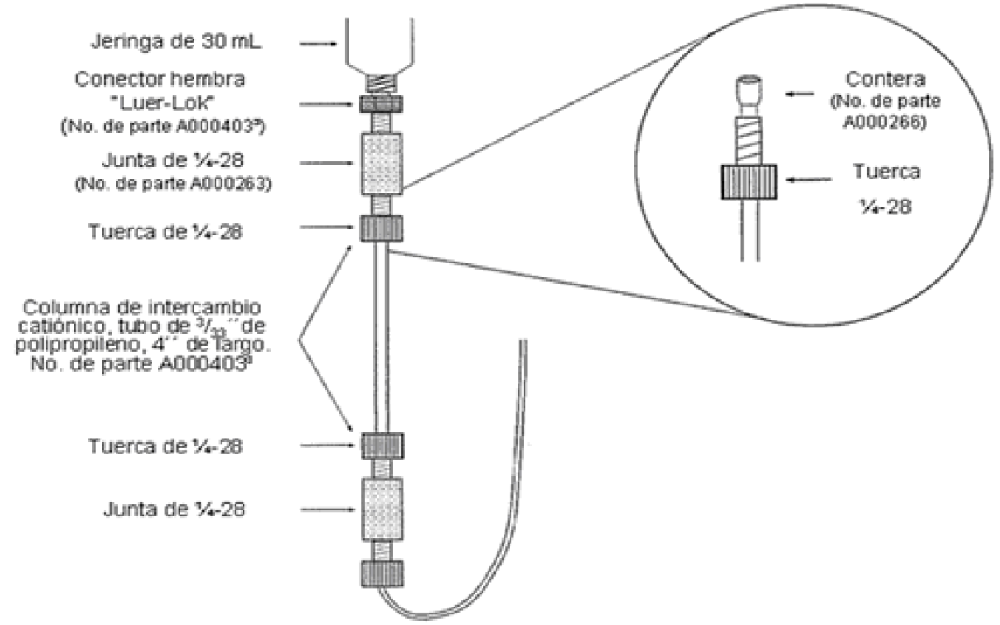 Jeringa de 30 mL
Conector hembra
"Luer-Lok"
(No. de parte A000403ª)
Junta de ¼-28
(No. de parte A000263)
Tuerca de ¼-28
Columna de intercambio
catiónico, tubo de ³/₃₃´´ de
polipropileno, 4´´ de largo.
No. de parte A000403ª
Tuerca de ¼-28
Junta de ¼-28
Contera
(No. de parte
A000266)
Tuerca
¼-28